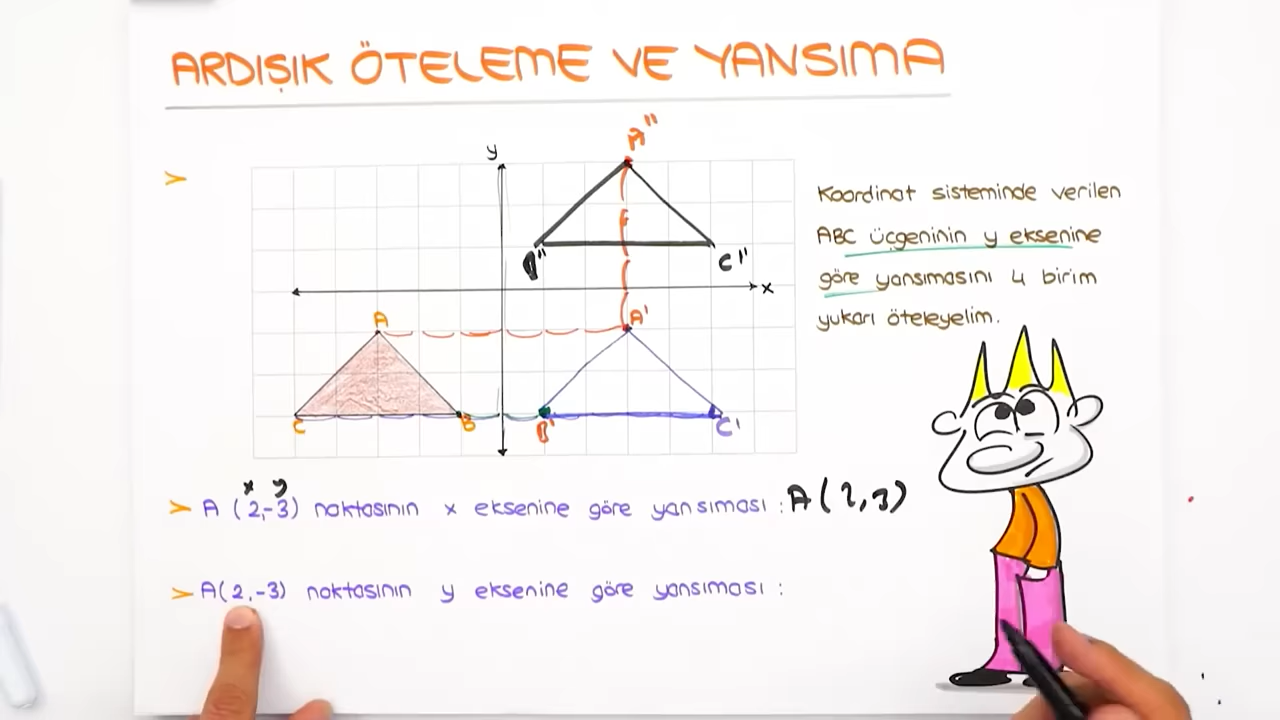 ARDIŞIK ÖTELEME VE YANSIMA
A"
y
➤
Koordinat sisteminde verilen
ABC üçgeninin y eksenine
göre yansımasını 4 birim
yukarı öteleyelim.
B"
C"
x
A
A'
C
B
B'
C'
x y
➤ A (2,-3) noktasının x eksenine göre yansıması : A(2,3)
➤ A(2,-3) noktasının y eksenine göre yansıması :